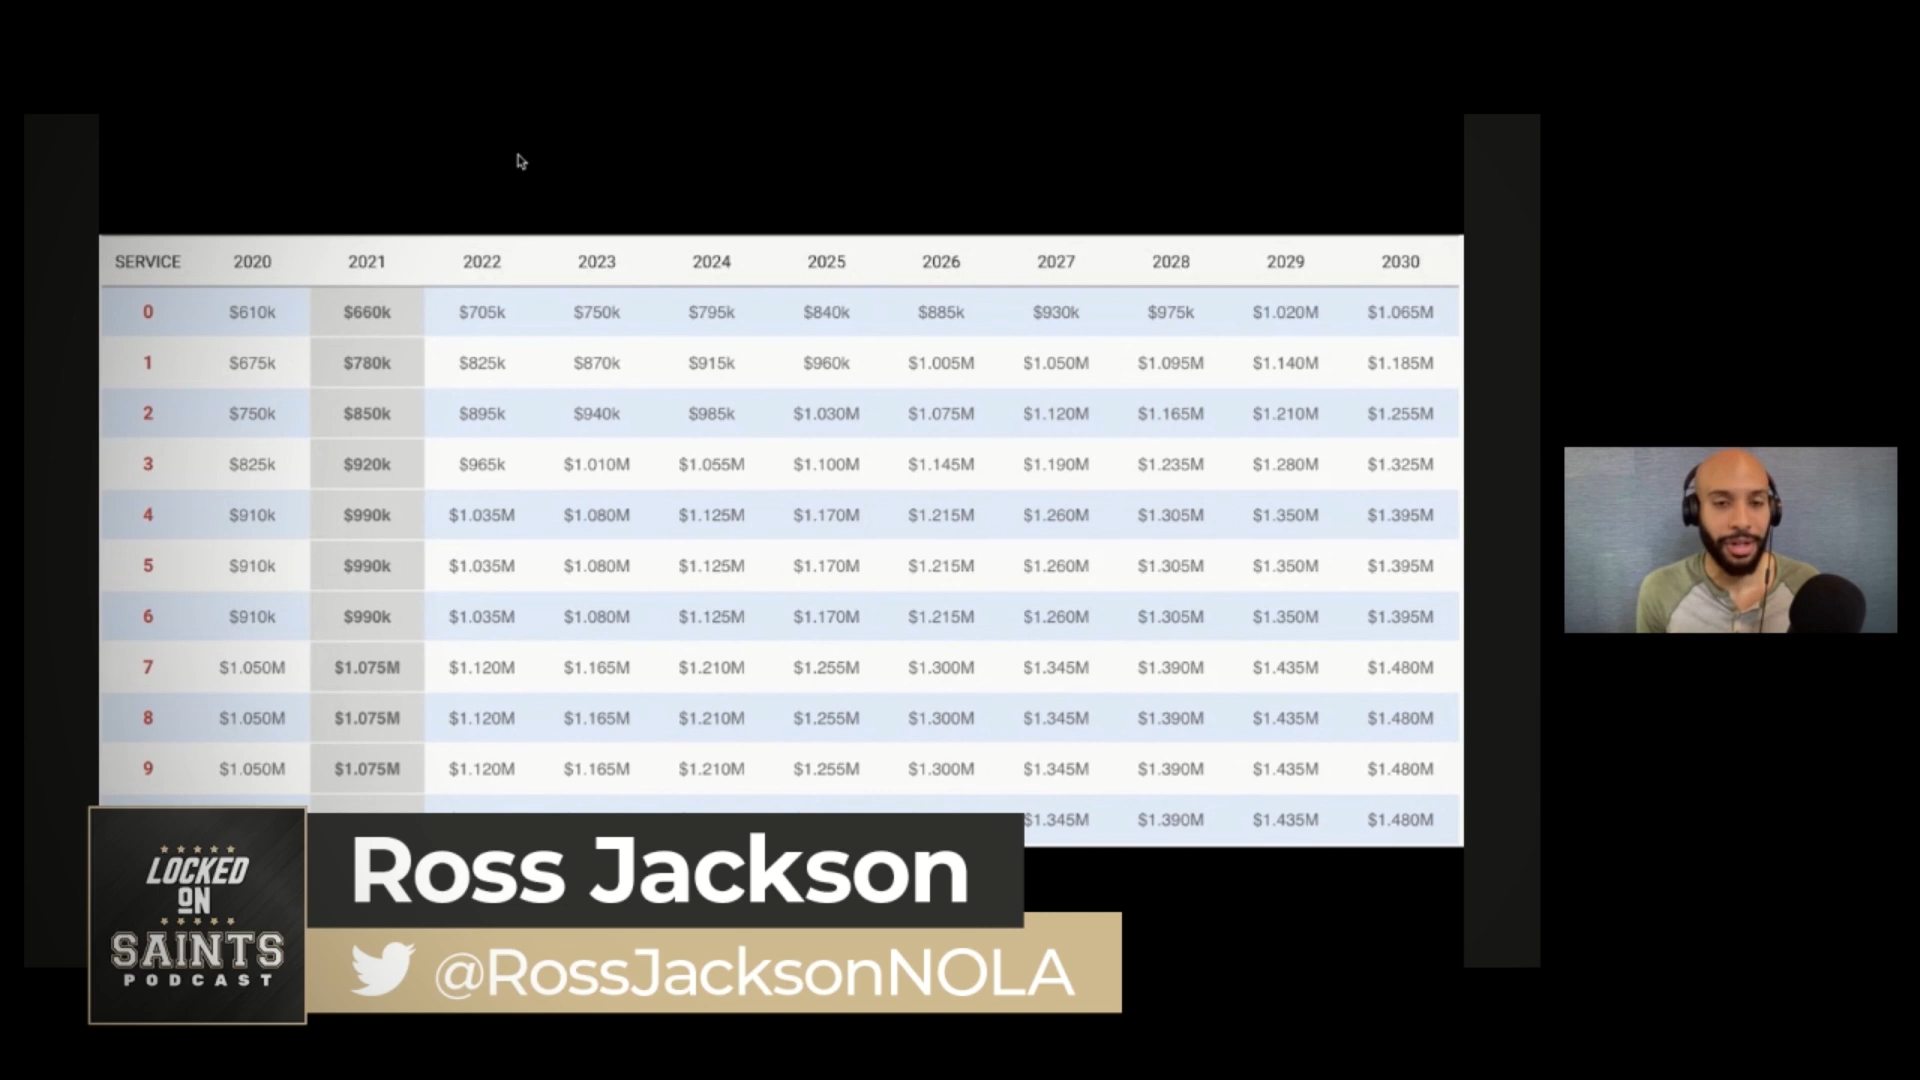 SERVICE 2020 2021 2022 2023 2024 2025 2026 2027 2028 2029 2030
0 $610k $660k $705k $750k $795k $840k $885k $930k $975k $1.020M $1.065M
1 $675k $780k $825k $870k $915k $960k $1.005M $1.050M $1.095M $1.140M $1.185M
2 $750k $850k $895k $940k $985k $1.030M $1.075M $1.120M $1.165M $1.210M $1.255M
3 $825k $920k $965k $1.010M $1.055M $1.100M $1.145M $1.190M $1.235M $1.280M $1.325M
4 $910k $990k $1.035M $1.080M $1.125M $1.170M $1.215M $1.260M $1.305M $1.350M $1.395M
5 $910k $990k $1.035M $1.080M $1.125M $1.170M $1.215M $1.260M $1.305M $1.350M $1.395M
6 $910k $990k $1.035M $1.080M $1.125M $1.170M $1.215M $1.260M $1.305M $1.350M $1.395M
7 $1.050M $1.075M $1.120M $1.165M $1.210M $1.255M $1.300M $1.345M $1.390M $1.435M $1.480M
8 $1.050M $1.075M $1.120M $1.165M $1.210M $1.255M $1.300M $1.345M $1.390M $1.435M $1.480M
9 $1.050M $1.075M $1.120M $1.165M $1.210M $1.255M $1.300M $1.345M $1.390M $1.435M $1.480M
$1.345M $1.390M $1.435M $1.480M
LOCKED
ON
SAINTS
PODCAST
Ross Jackson
@RossJacksonNOLA